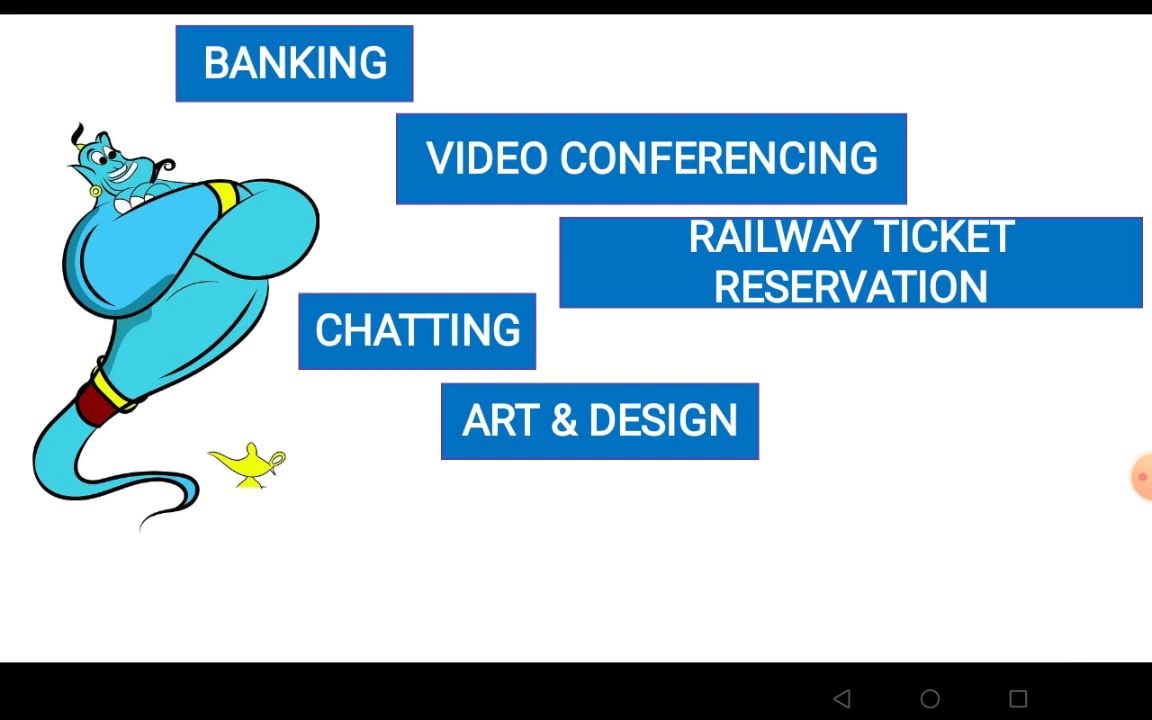 BANKING
VIDEO CONFERENCING
RAILWAY TICKET
RESERVATION
CHATTING
ART & DESIGN